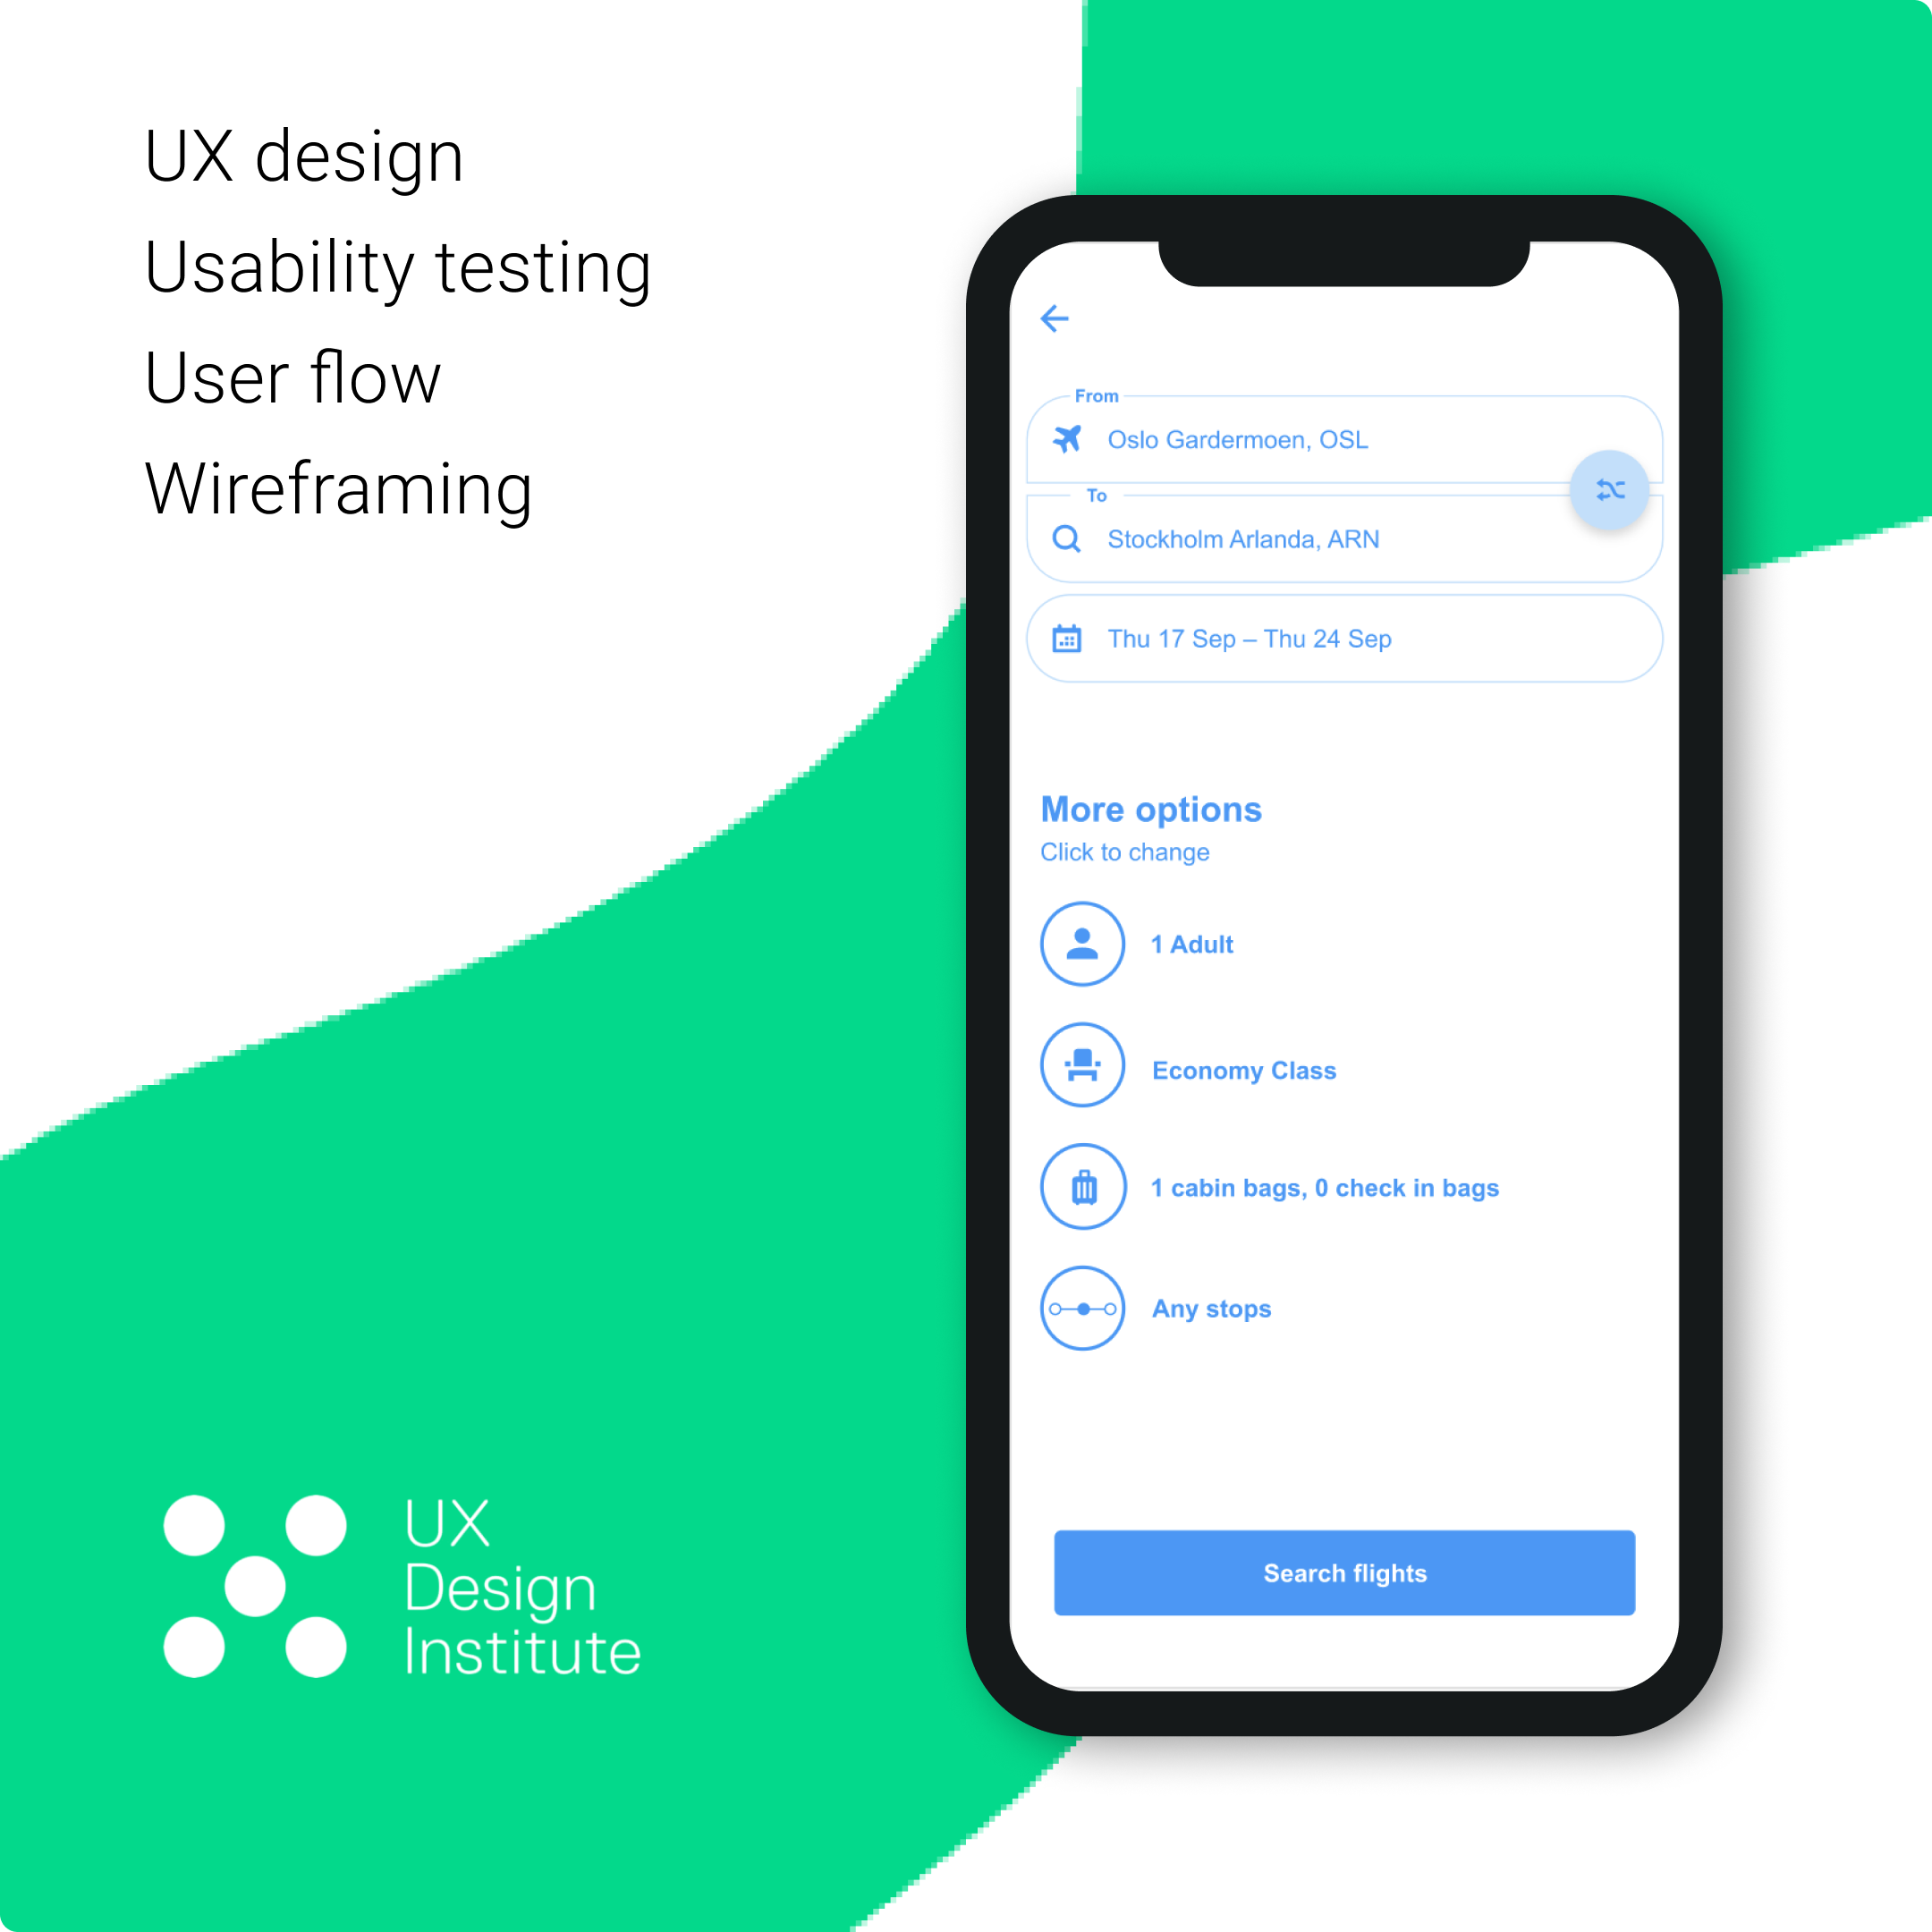 UX design
Usability testing
User flow
Wireframing
From
Oslo Gardermoen, OSL
To
Stockholm Arlanda, ARN
Thu 17 Sep – Thu 24 Sep
More options
Click to change
1 Adult
Economy Class
1 cabin bags, 0 check in bags
Any stops
Search flights
UX
Design
Institute